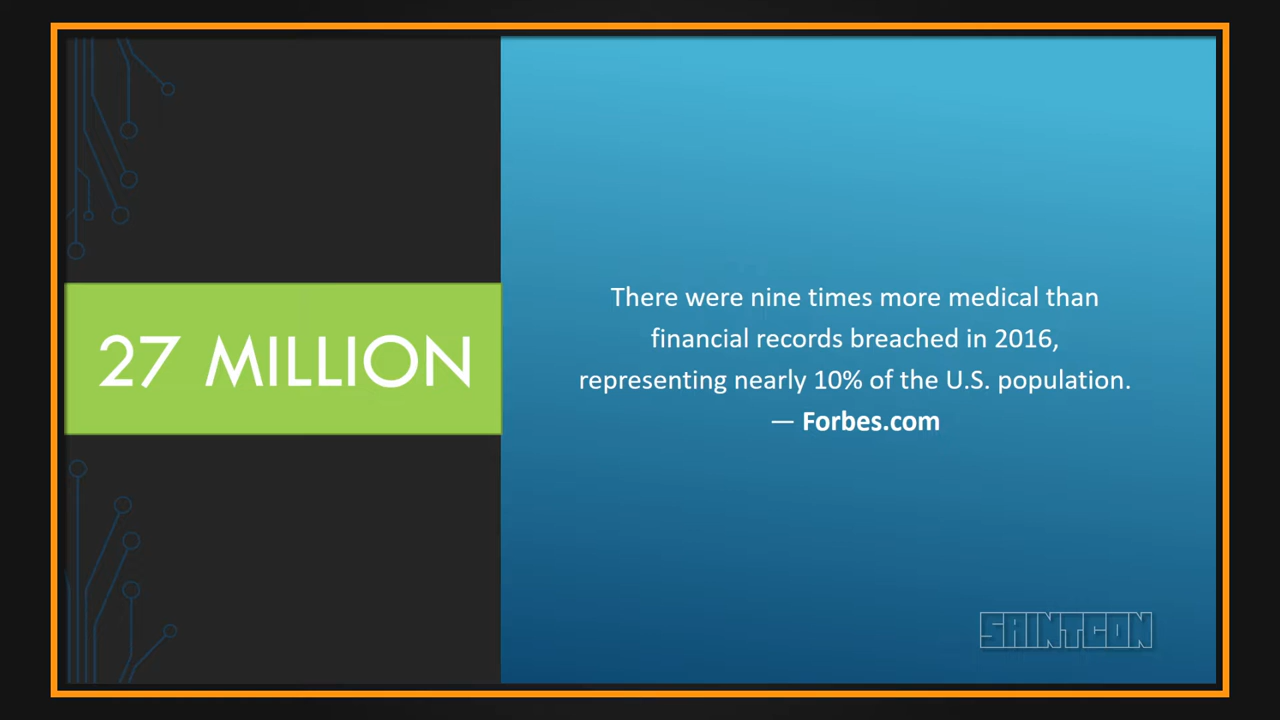 27 MILLION
There were nine times more medical than
financial records breached in 2016,
representing nearly 10% of the U.S. population.
— Forbes.com
SAINTCON